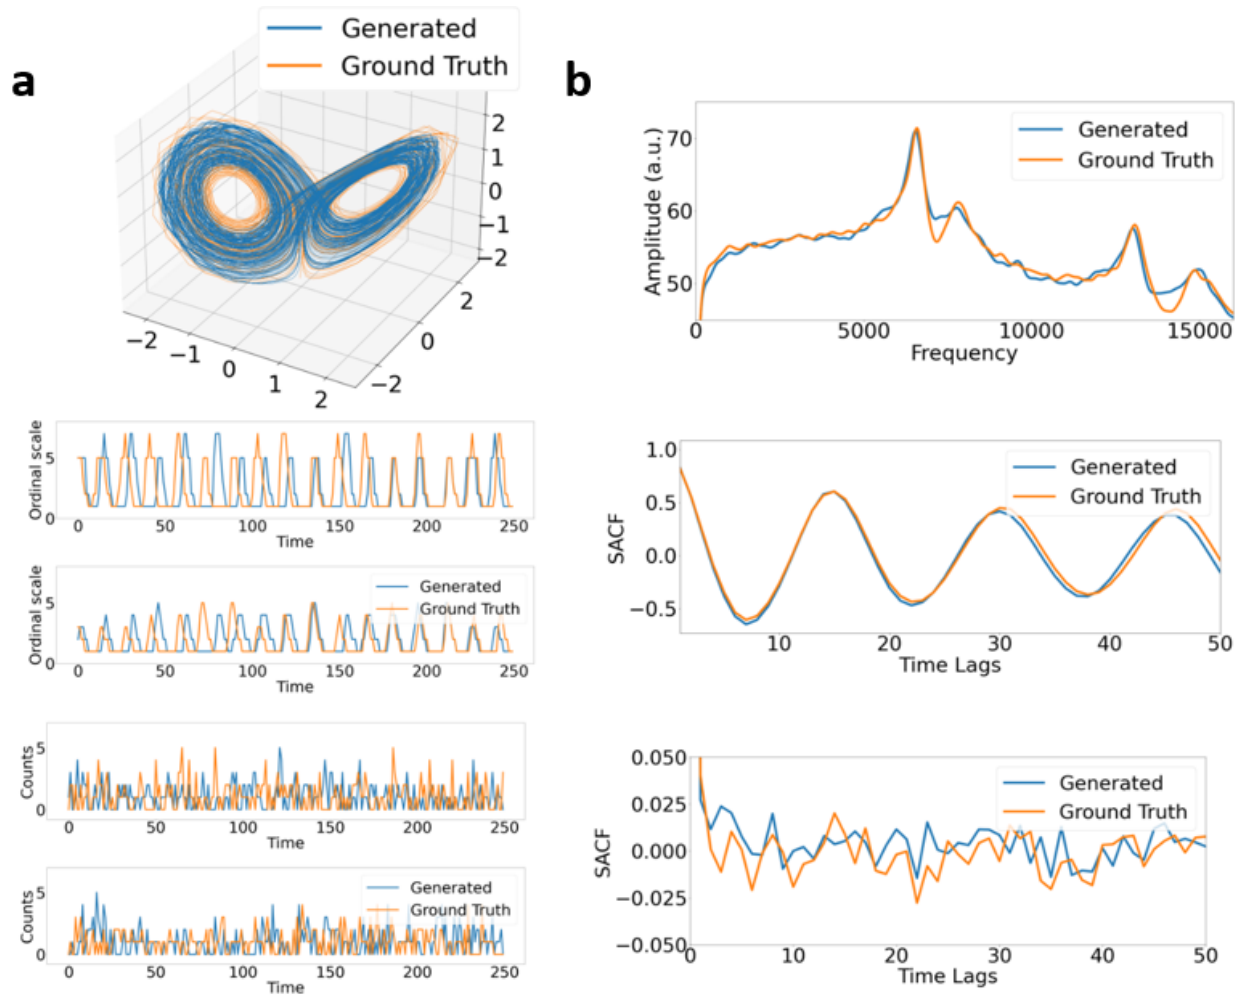 a
Generated
Ground Truth
2
1
0
−1
−2
−2
−1
0
1
2
−2
0
2
Ordinal scale
5
0
0
50
100
150
200
250
Time
Ordinal scale
5
0
Generated
Ground Truth
0
50
100
150
200
250
Time
Counts
5
0
0
50
100
150
200
250
Time
Counts
5
0
Generated
Ground Truth
0
50
100
150
200
250
Time
b
Amplitude (a.u.)
70
60
50
Generated
Ground Truth
0
5000
10000
15000
Frequency
SACF
1.0
0.5
0.0
−0.5
Generated
Ground Truth
10
20
30
40
50
Time Lags
SACF
0.050
0.025
0.000
−0.025
−0.050
Generated
Ground Truth
0
10
20
30
40
50
Time Lags